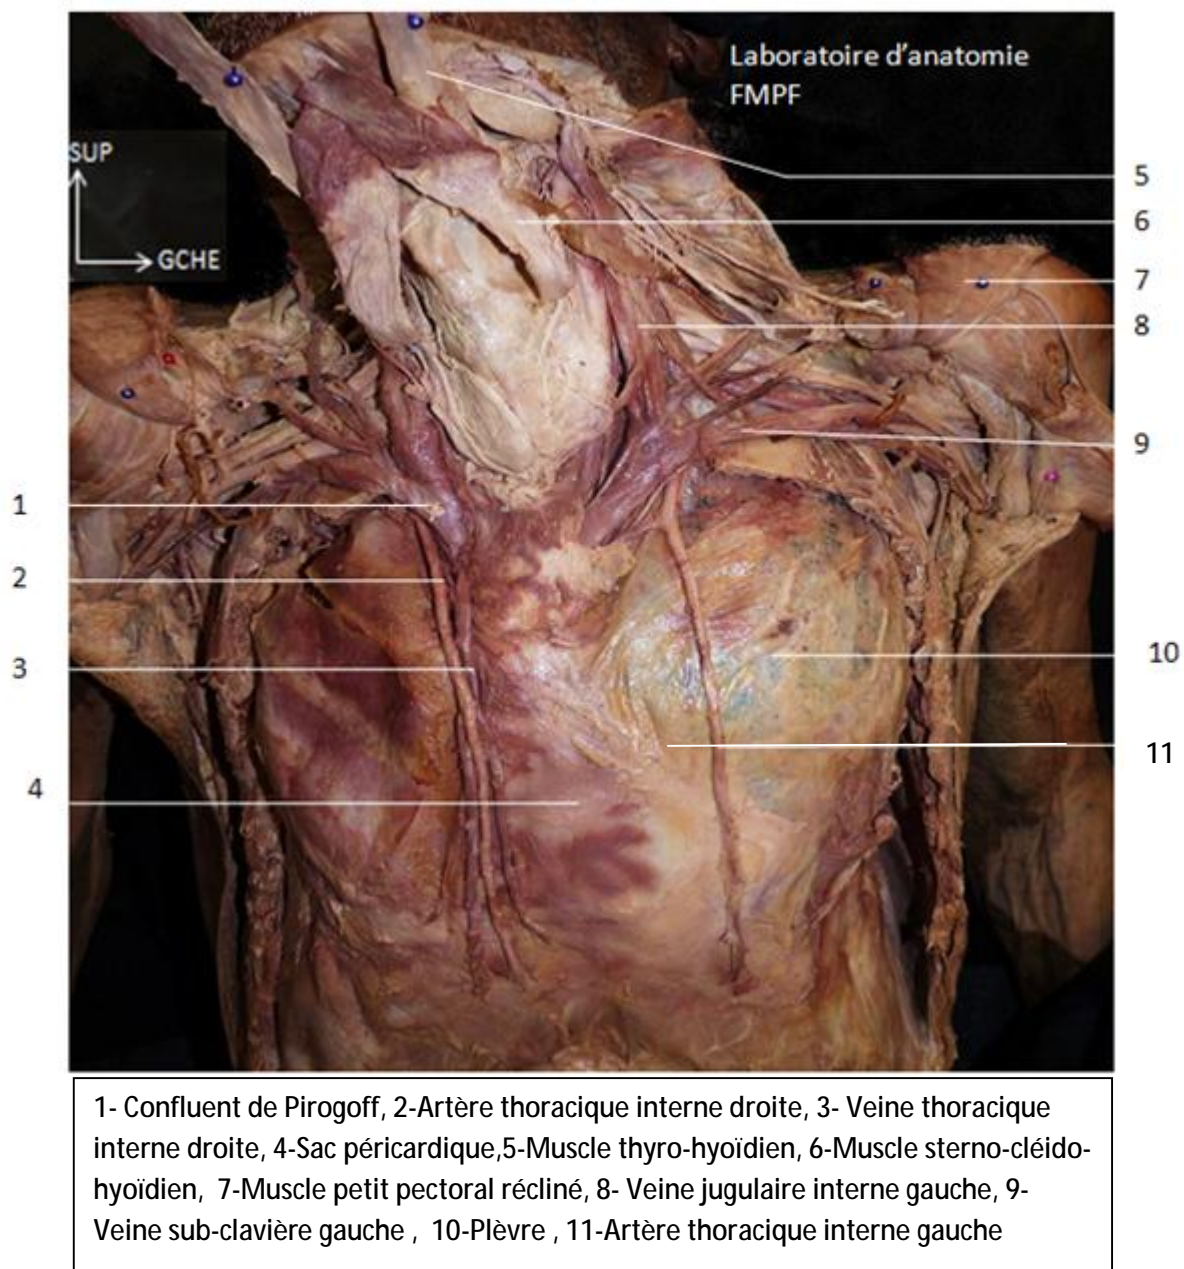 Laboratoire d'anatomie
FMPF
SUP
GCHE
5
6
7
8
9
1
2
3
10
11
4
1- Confluent de Pirogoff, 2-Artère thoracique interne droite, 3- Veine thoracique
interne droite, 4-Sac péricardique,5-Muscle thyro-hyoïdien, 6-Muscle sterno-cléido-
hyoïdien, 7-Muscle petit pectoral récliné, 8- Veine jugulaire interne gauche, 9-
Veine sub-clavière gauche , 10-Plèvre , 11-Artère thoracique interne gauche